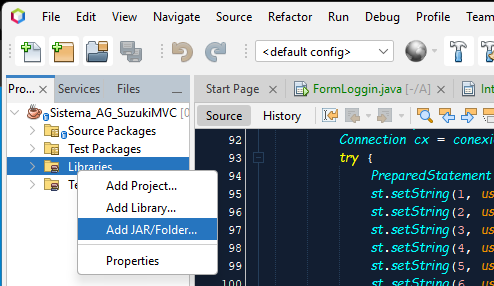 File Edit View Navigate Source Refactor Run Debug Profile Team
<default config>
Pro... Services Files
Start Page FormLoggin.java [-/A] Int
Sistema_AG_SuzukiMVC
Source Packages
Test Packages
Libraries
Te
Add Project...
Add Library...
Add JAR/Folder...
Properties
Source History
92 Connection cx = conexi
93 try {
94 PreparedStatement
95 st.setString(1, us
96 st.setString(2, us
97 st.setString(3, us
98 st.setString(4, us
99 st.setString(5, us
100 st.setString(6, us